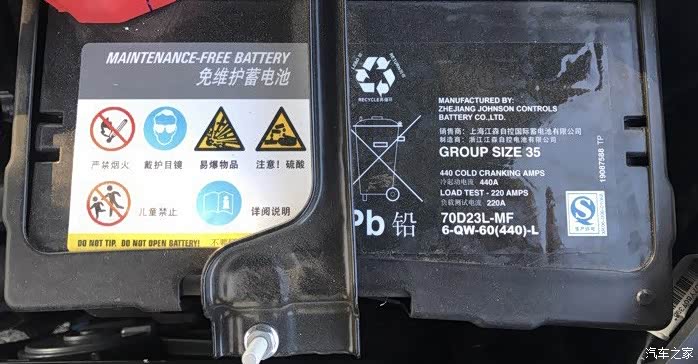 MAINTENANCE-FREE BATTERY
免维护蓄电池
严禁烟火
戴护目镜
易爆物品
注意！硫酸
儿童禁止
详阅说明
DO NOT TIP. DO NOT OPEN BATTERY!
RECYCLE
Pb 铅
MANUFACTURED BY:
ZHEJIANG JOHNSON CONTROLS
BATTERY CO.,LTD.
销售商：上海江森自控国际蓄电池有限公司
制造商：浙江江森自控电池有限公司
GROUP SIZE 35
440 COLD CRANKING AMPS
冷起动电流 440A
LOAD TEST - 220 AMPS
负载测试电流 220A
70D23L-MF
6-QW-60(440)-L
19087588 TP
汽车之家